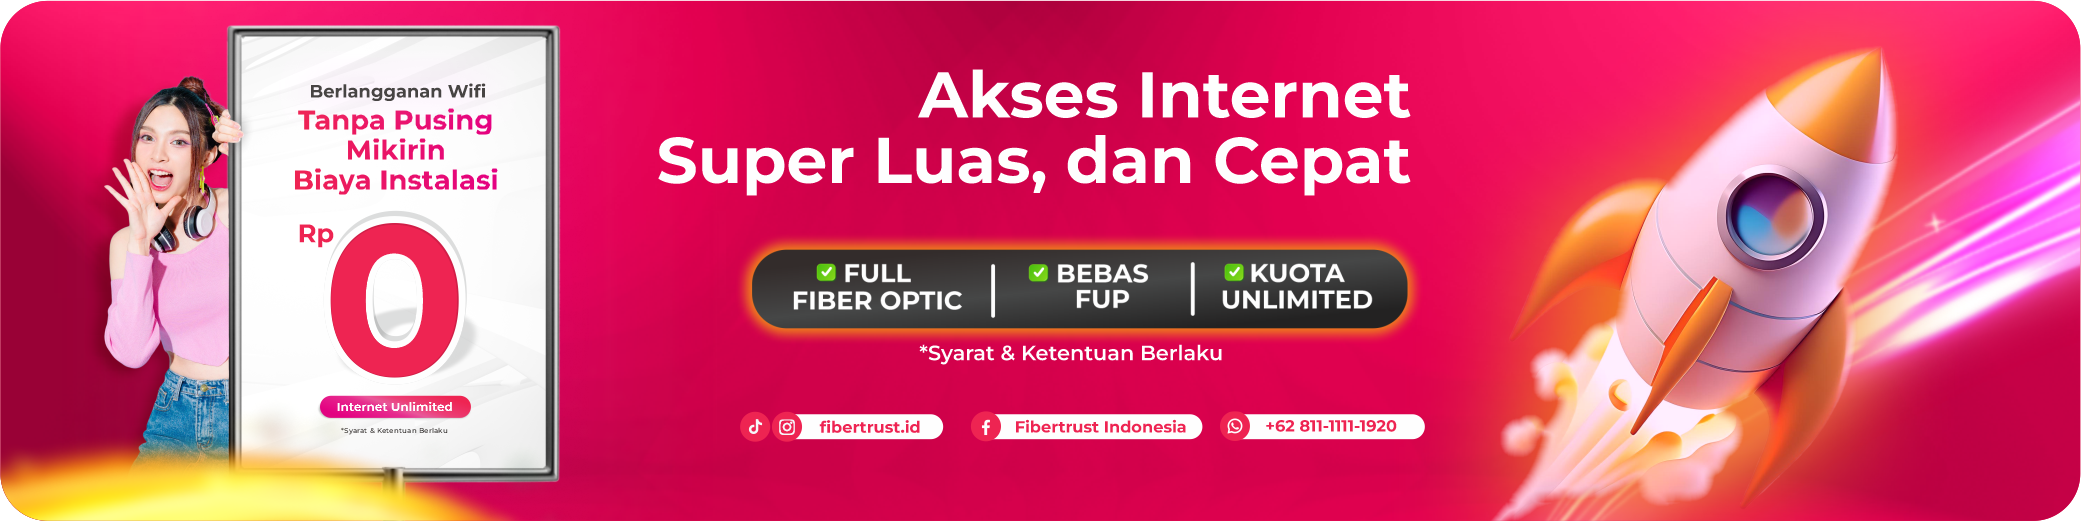 Berlangganan Wifi
Tanpa Pusing
Mikirin
Biaya Instalasi
Rp
0
Internet Unlimited
*Syarat & Ketentuan Berlaku
Akses Internet
Super Luas, dan Cepat
FULL
FIBER OPTIC
BEBAS
FUP
KUOTA
UNLIMITED
*Syarat & Ketentuan Berlaku
fibertrust.id
Fibertrust Indonesia
+62 811-1111-1920